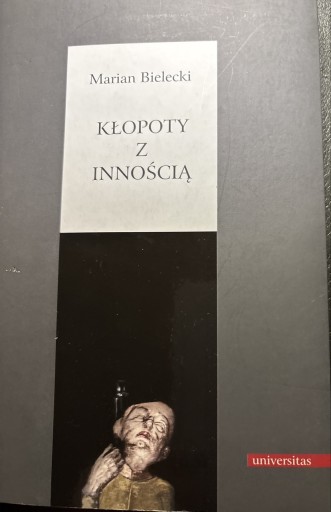 Marian Bielecki
KŁOPOTY
Z
INNOŚCIĄ
universitas